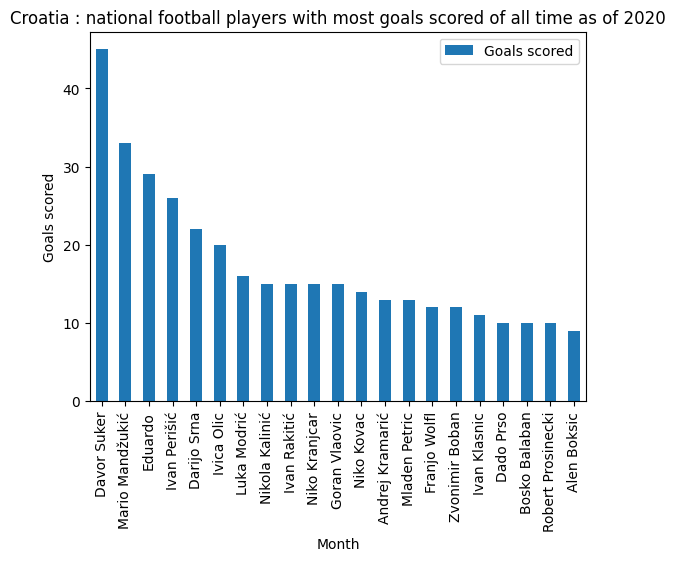 Croatia : national football players with most goals scored of all time as of 2020
Goals scored
Goals scored
40
30
20
10
0
Davor Suker
Mario Mandžukić
Eduardo
Ivan Perišić
Darijo Srna
Ivica Olic
Luka Modrić
Nikola Kalinić
Ivan Rakitić
Niko Kranjcar
Goran Vlaovic
Niko Kovac
Andrej Kramarić
Mladen Petric
Franjo Wolfl
Zvonimir Boban
Ivan Klasnic
Dado Prso
Bosko Balaban
Robert Prosinecki
Alen Boksic
Month